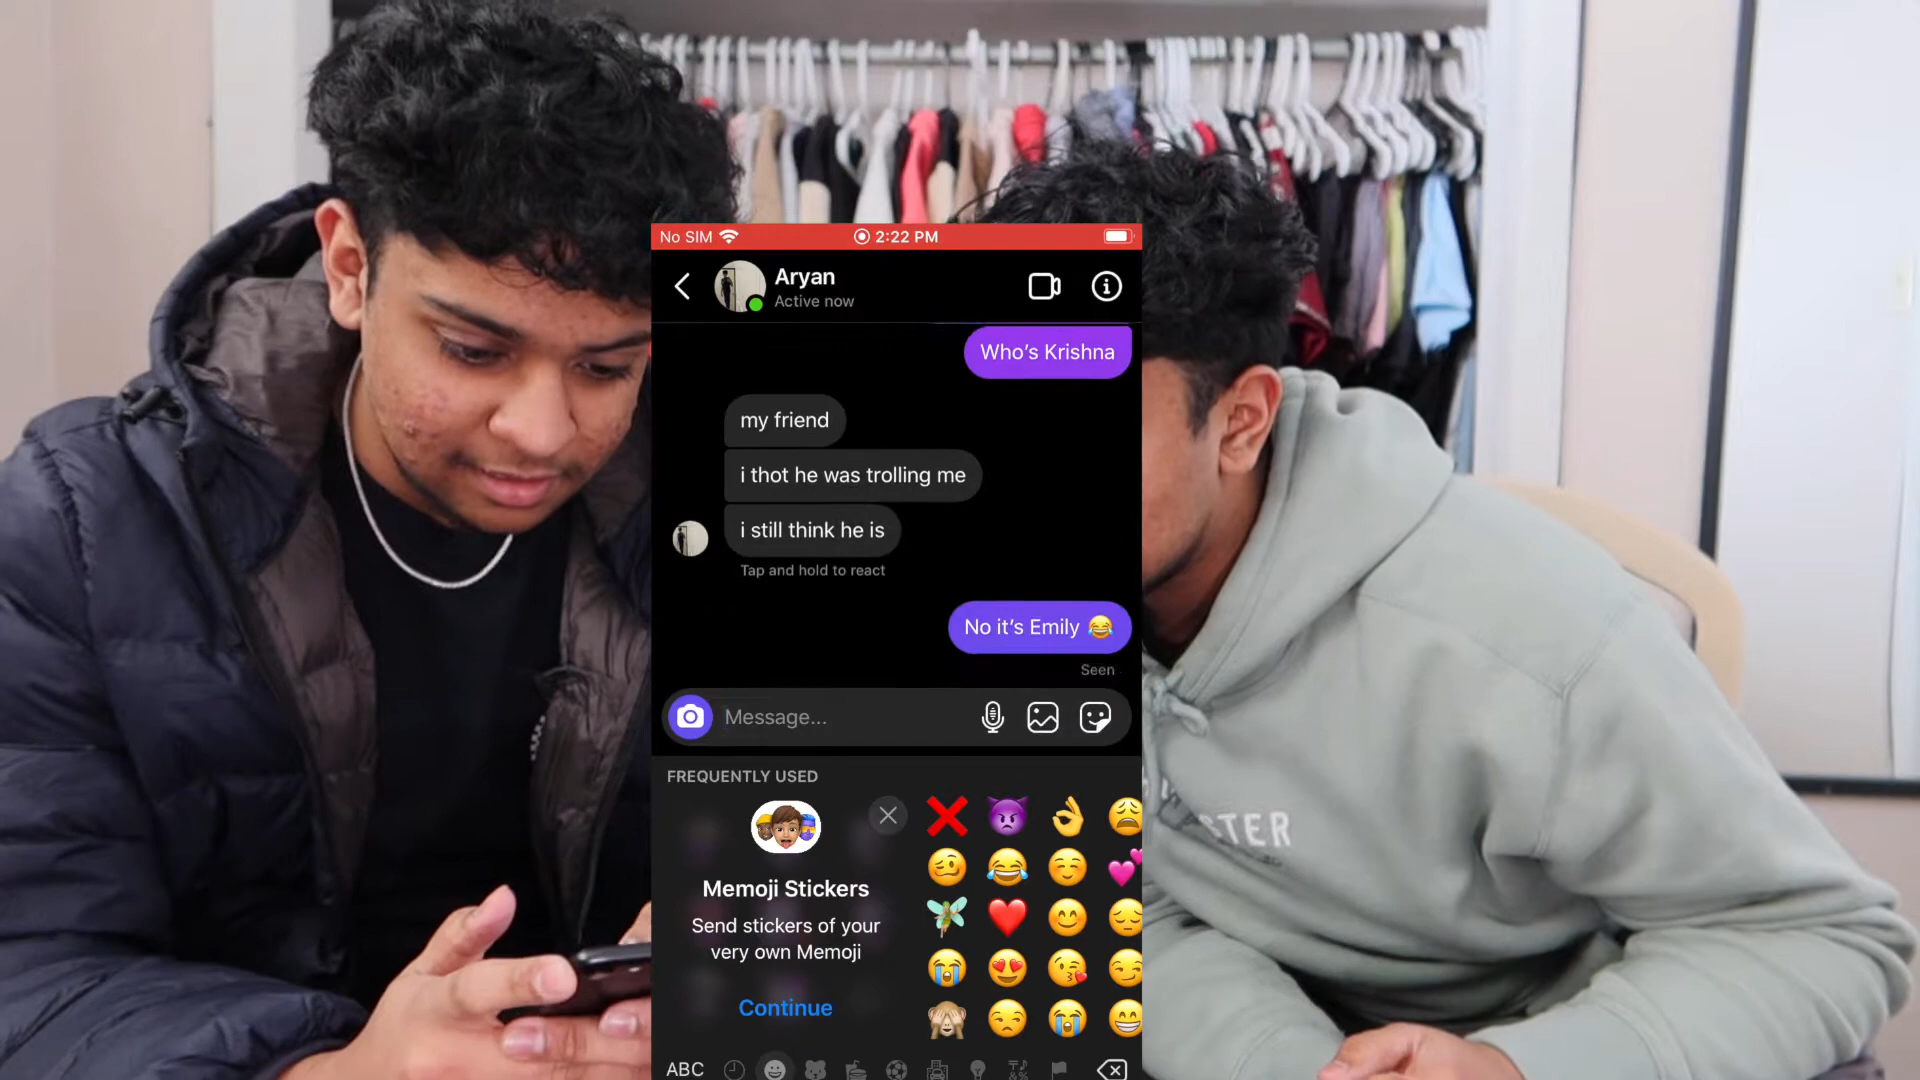 No SIM 2:22 PM
Aryan
Active now
Who's Krishna
my friend
i thot he was trolling me
i still think he is
Tap and hold to react
No it's Emily 😂
Seen
Message...
FREQUENTLY USED
Memoji Stickers
Send stickers of your
very own Memoji
Continue
ABC
STER